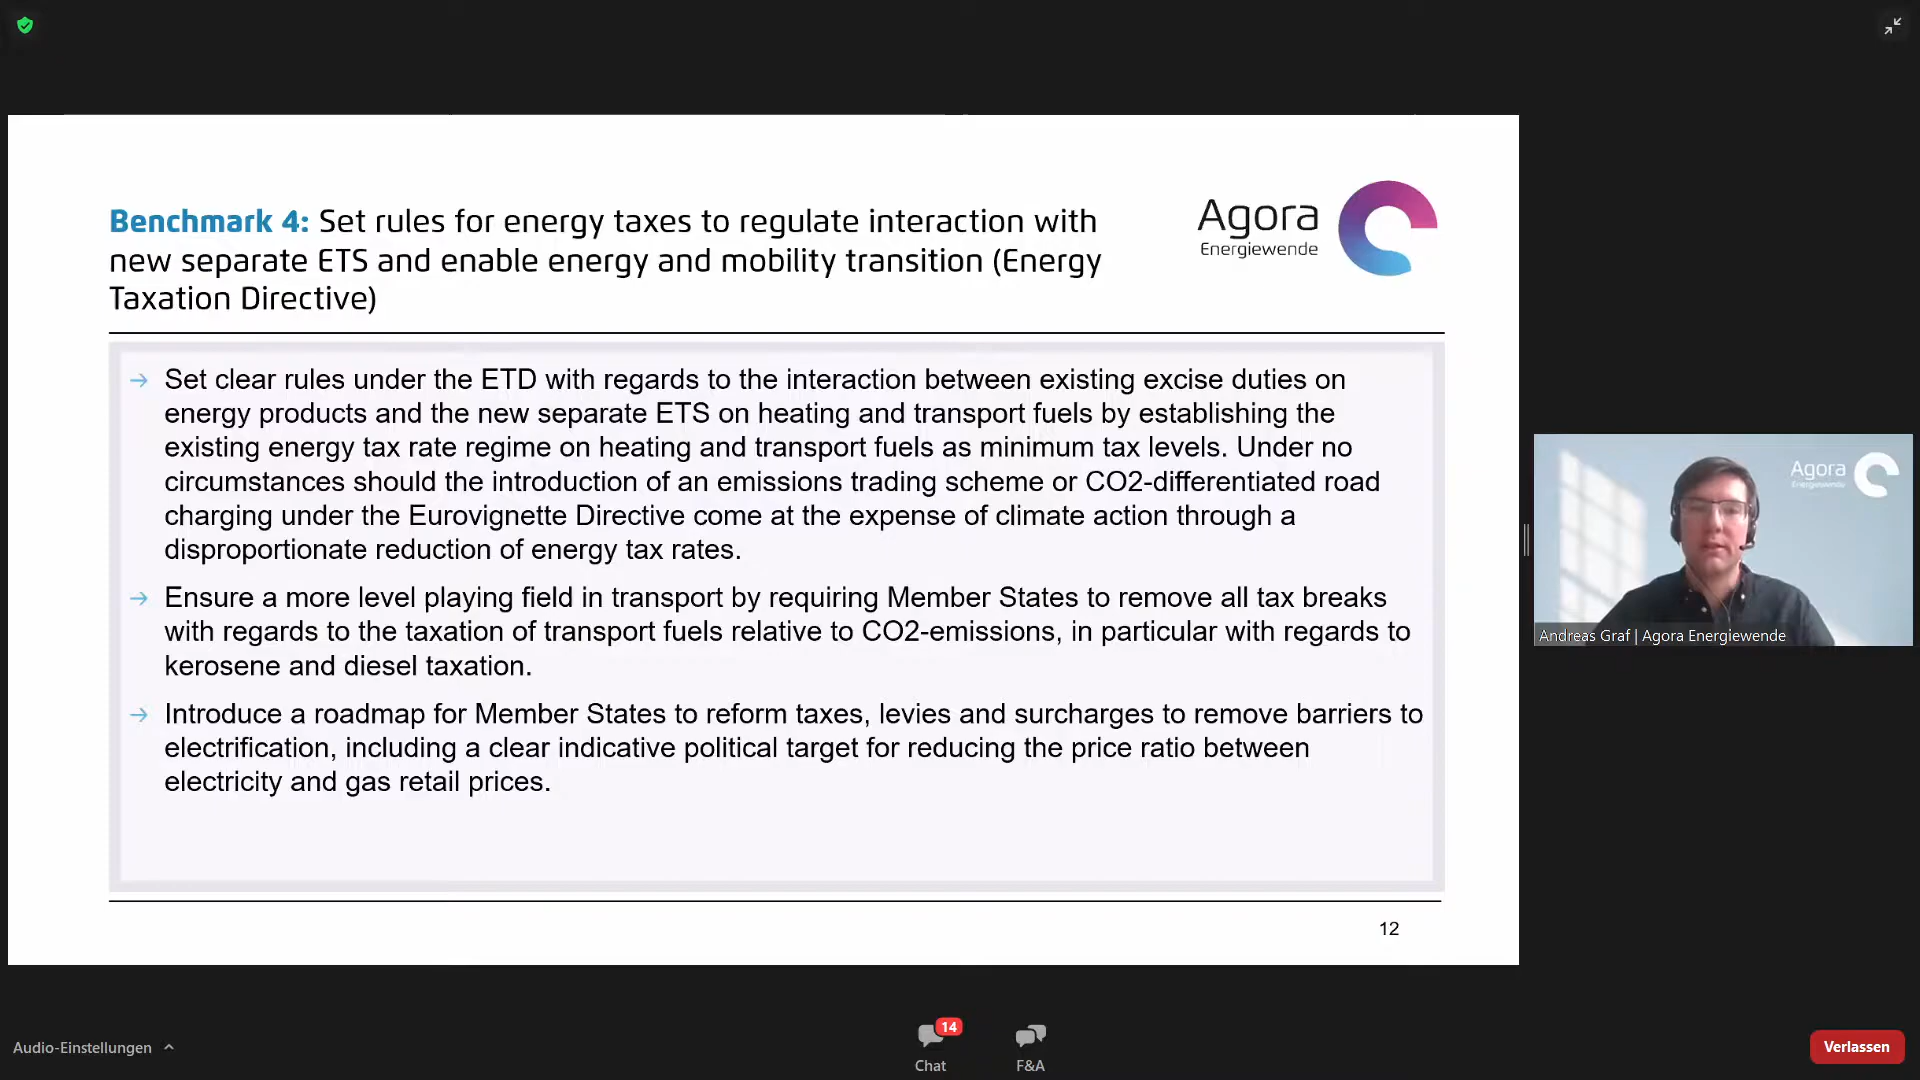 Benchmark 4: Set rules for energy taxes to regulate interaction with
new separate ETS and enable energy and mobility transition (Energy
Taxation Directive)
Agora
Energiewende
→ Set clear rules under the ETD with regards to the interaction between existing excise duties on
energy products and the new separate ETS on heating and transport fuels by establishing the
existing energy tax rate regime on heating and transport fuels as minimum tax levels. Under no
circumstances should the introduction of an emissions trading scheme or CO2-differentiated road
charging under the Eurovignette Directive come at the expense of climate action through a
disproportionate reduction of energy tax rates.
→ Ensure a more level playing field in transport by requiring Member States to remove all tax breaks
with regards to the taxation of transport fuels relative to CO2-emissions, in particular with regards to
kerosene and diesel taxation.
→ Introduce a roadmap for Member States to reform taxes, levies and surcharges to remove barriers to
electrification, including a clear indicative political target for reducing the price ratio between
electricity and gas retail prices.
12
Agora
Energiewende
Andreas Graf | Agora Energiewende
Audio-Einstellungen
14
Chat
F&A
Verlassen